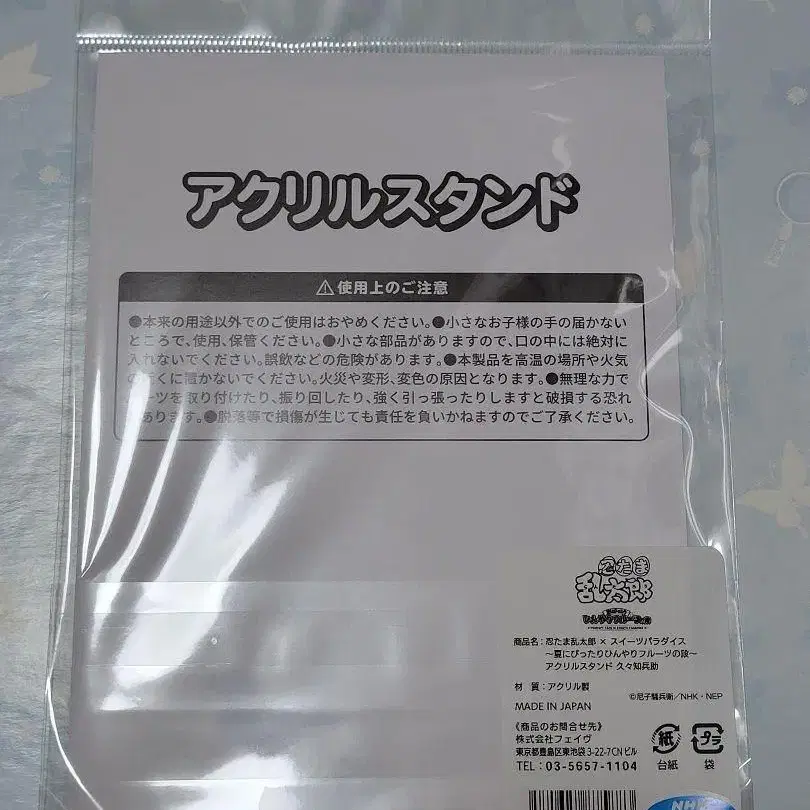 アクリルスタンド
⚠使用上のご注意
●本来の用途以外でのご使用はおやめください。●小さなお子様の手の届かない
ところで、使用、保管ください。●小さな部品がありますので、口の中には絶対に
入れないでください。誤飲などの危険があります。●本製品を高温の場所や火気
の近くに置かないでください。火災や変形、変色の原因となります。●無理な力で
パーツを取り付けたり、振り回したり、強く引っ張ったりしますと破損する恐れ
があります。●脱落等で損傷が生じても責任を負いかねますのでご了承ください。
忍たま
乱太郎
商品名：忍たま乱太郎 × スイーツパラダイス
～夏にぴったりひんやりフルーツの段～
アクリルスタンド 久々知兵助
材 質：アクリル製
©尼子騒兵衛／NHK・NEP
MADE IN JAPAN
《商品のお問合せ先》
株式会社フェイヴ
東京都豊島区東池袋3-22-7CNビル
TEL：03-5657-1104
紙
台紙
プラ
袋
NHK